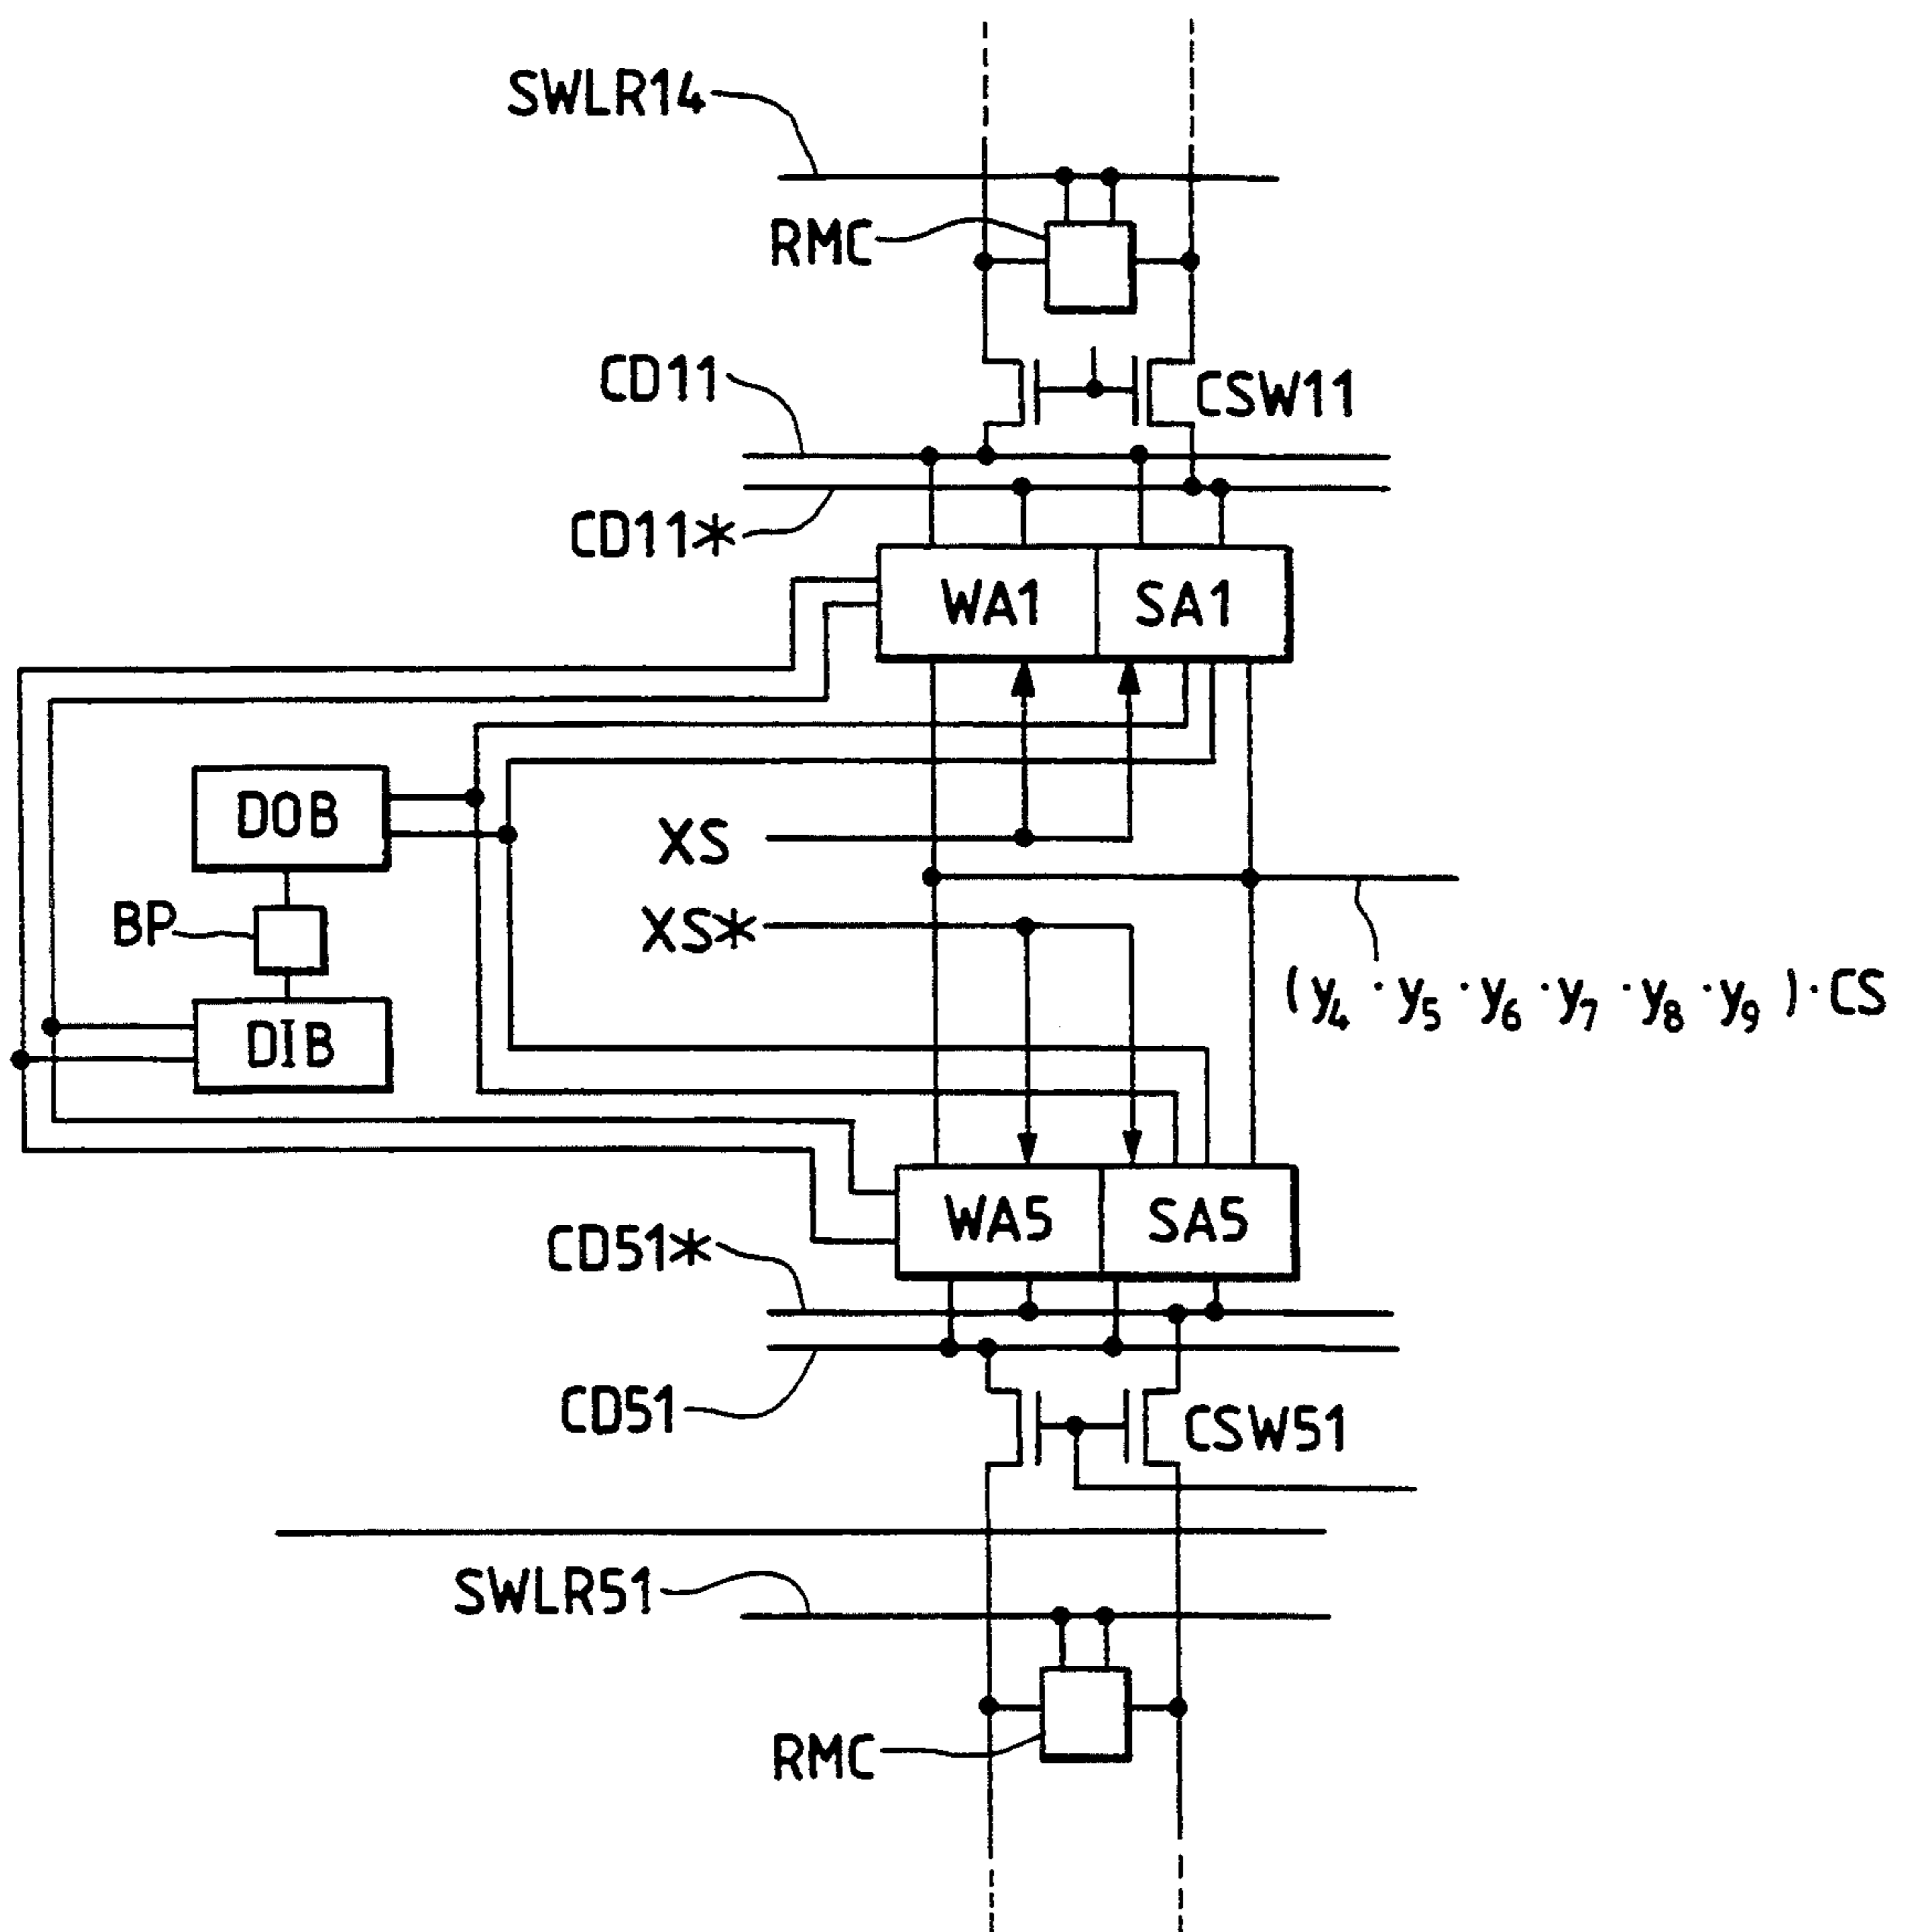 SWLR14
RMC
CD11
CSW11
CD11*
WA1 SA1
DOB
XS
BP
XS*
(y4 · y5 · y6 · y7 · y8 · y9 ) · CS
DIB
WA5 SA5
CD51*
CD51
CSW51
SWLR51
RMC